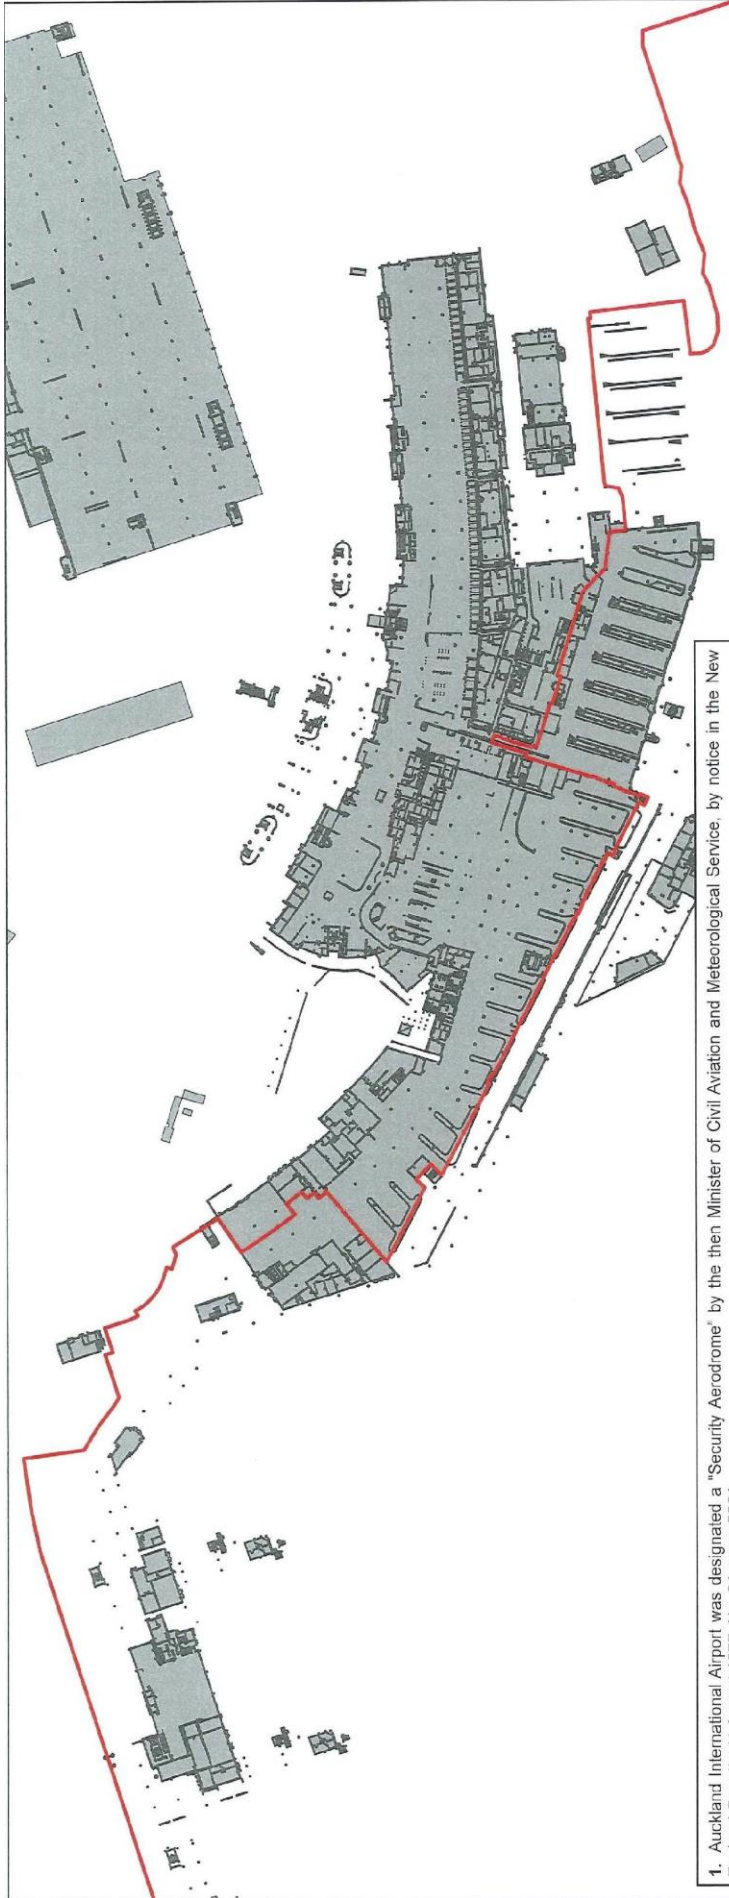 1. Auckland International Airport was designated a "Security Aerodrome" by the then Minister of Civil Aviation and Meteorological Service, by notice in the New